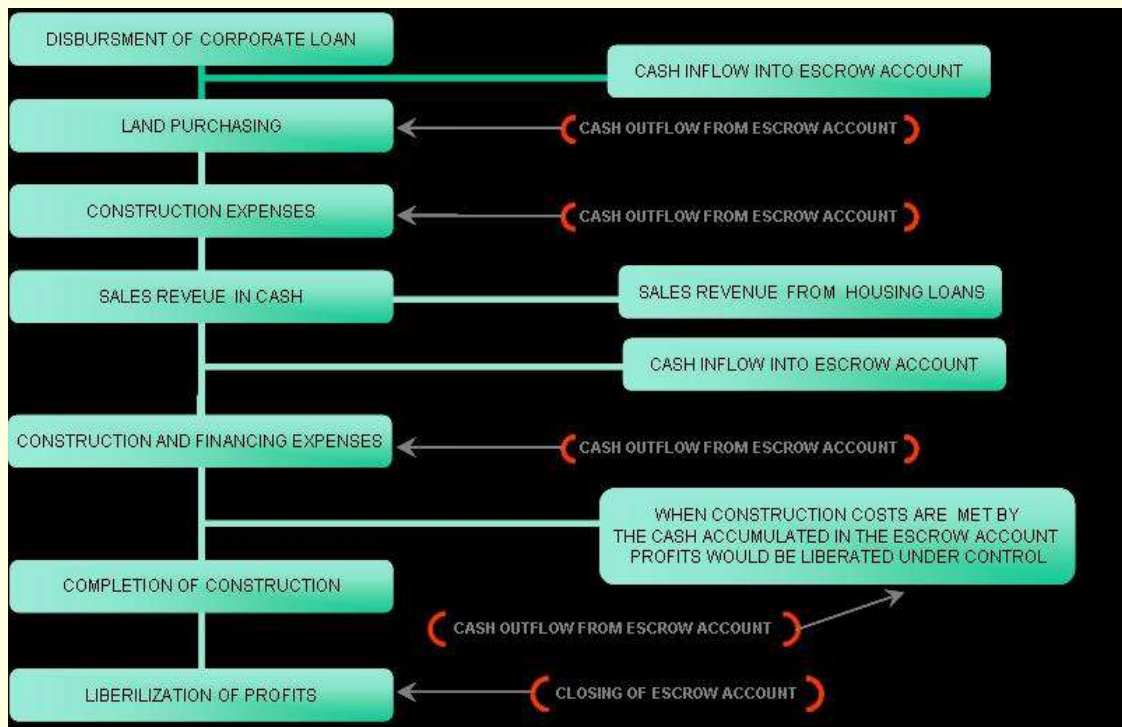 DISBURSMENT OF CORPORATE LOAN
CASH INFLOW INTO ESCROW ACCOUNT
LAND PURCHASING
CASH OUTFLOW FROM ESCROW ACCOUNT
CONSTRUCTION EXPENSES
CASH OUTFLOW FROM ESCROW ACCOUNT
SALES REVEUE IN CASH
SALES REVENUE FROM HOUSING LOANS
CASH INFLOW INTO ESCROW ACCOUNT
CONSTRUCTION AND FINANCING EXPENSES
CASH OUTFLOW FROM ESCROW ACCOUNT
WHEN CONSTRUCTION COSTS ARE MET BY
THE CASH ACCUMULATED IN THE ESCROW ACCOUNT
PROFITS WOULD BE LIBERATED UNDER CONTROL
COMPLETION OF CONSTRUCTION
CASH OUTFLOW FROM ESCROW ACCOUNT
LIBERILIZATION OF PROFITS
CLOSING OF ESCROW ACCOUNT